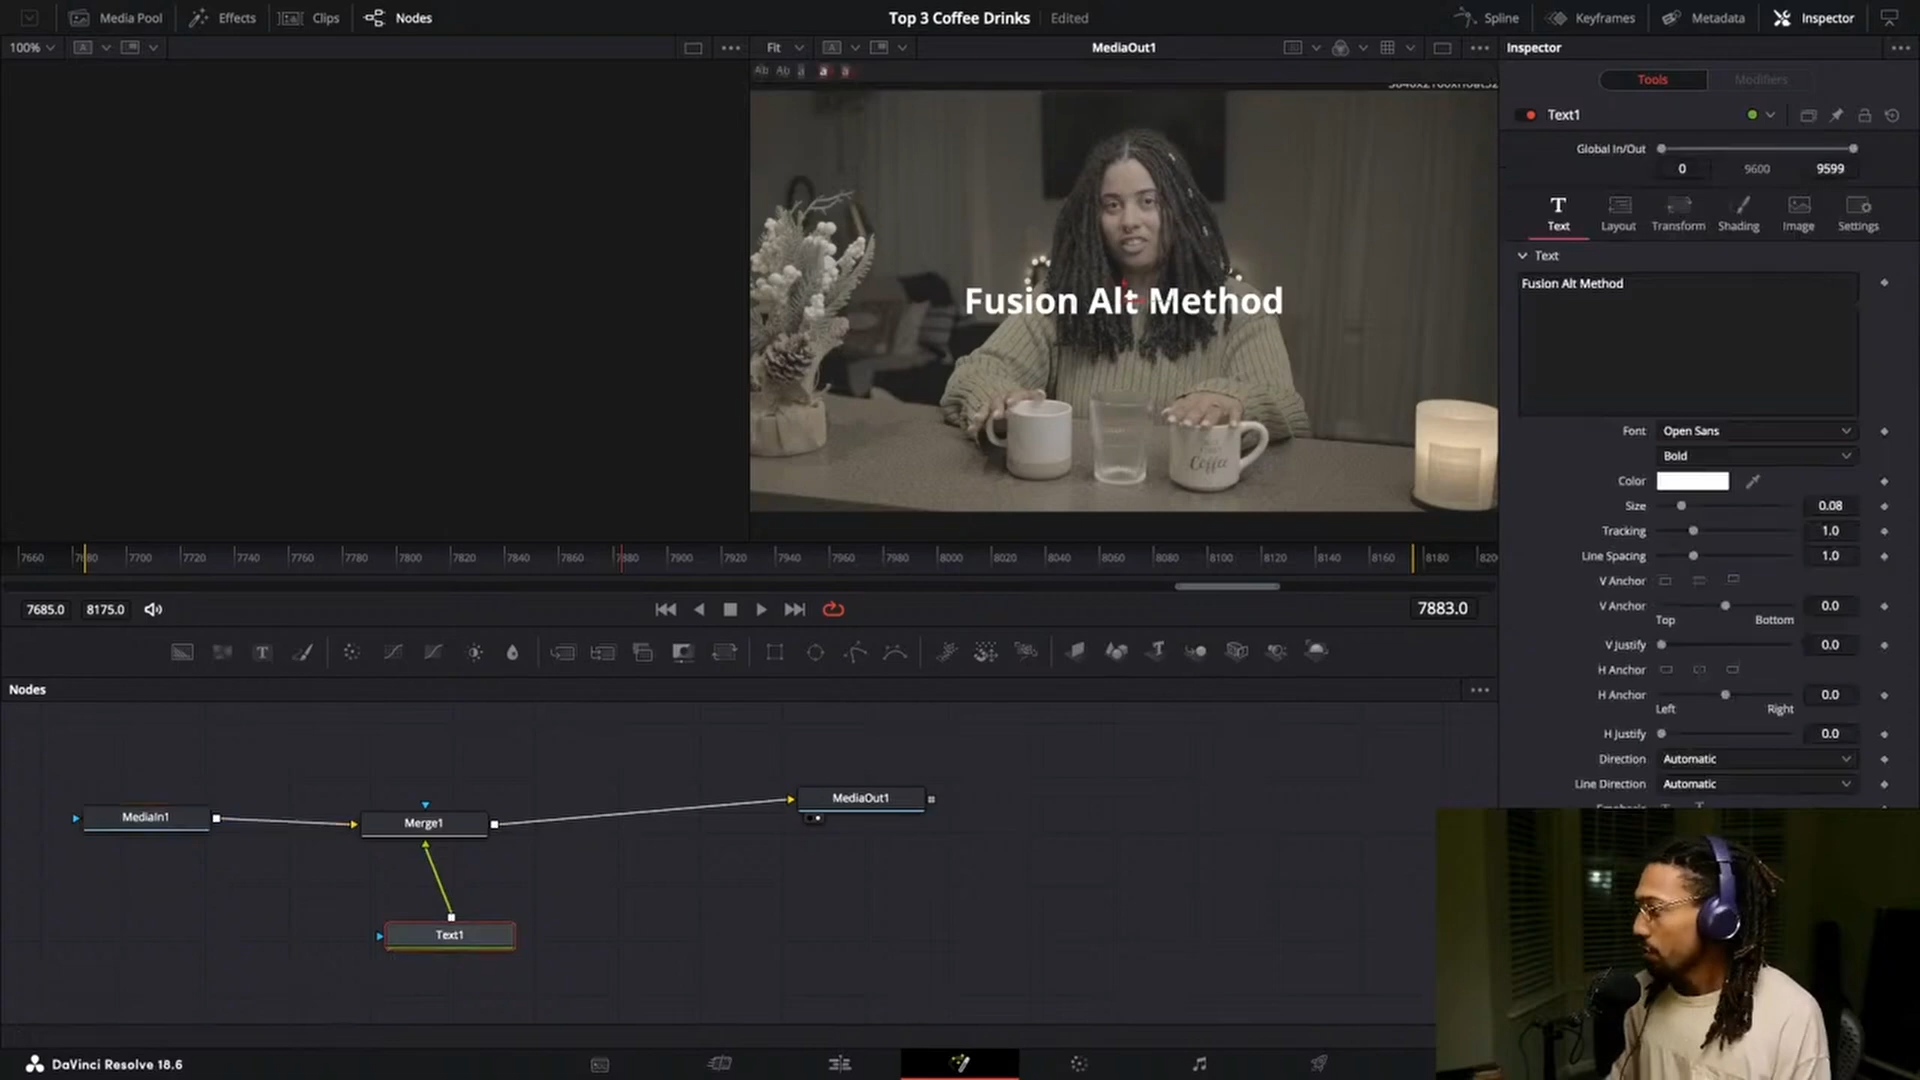 Media Pool
Effects
Clips
Nodes
Top 3 Coffee Drinks
Edited
Spline
Keyframes
Metadata
Inspector
100%
Fit
MediaOut1
Inspector
Ab Ab a a a
Tools
Modifiers
Text1
Global In/Out
0
9600
9599
Text
Layout
Transform
Shading
Image
Settings
Text
Fusion Alt Method
Fusion Alt Method
Coffee
Font
Open Sans
Bold
Color
Size
0.08
Tracking
1.0
Line Spacing
1.0
V Anchor
V Anchor
0.0
Top
Bottom
V Justify
0.0
H Anchor
H Anchor
0.0
Left
Right
H Justify
0.0
Direction
Automatic
Line Direction
Automatic
7660
7700
7720
7740
7760
7780
7800
7820
7840
7860
7880
7900
7920
7940
7960
7980
8000
8020
8040
8060
8080
8100
8120
8140
8160
8180
7685.0
8175.0
7883.0
Nodes
MediaIn1
Merge1
MediaOut1
Text1
DaVinci Resolve 18.6